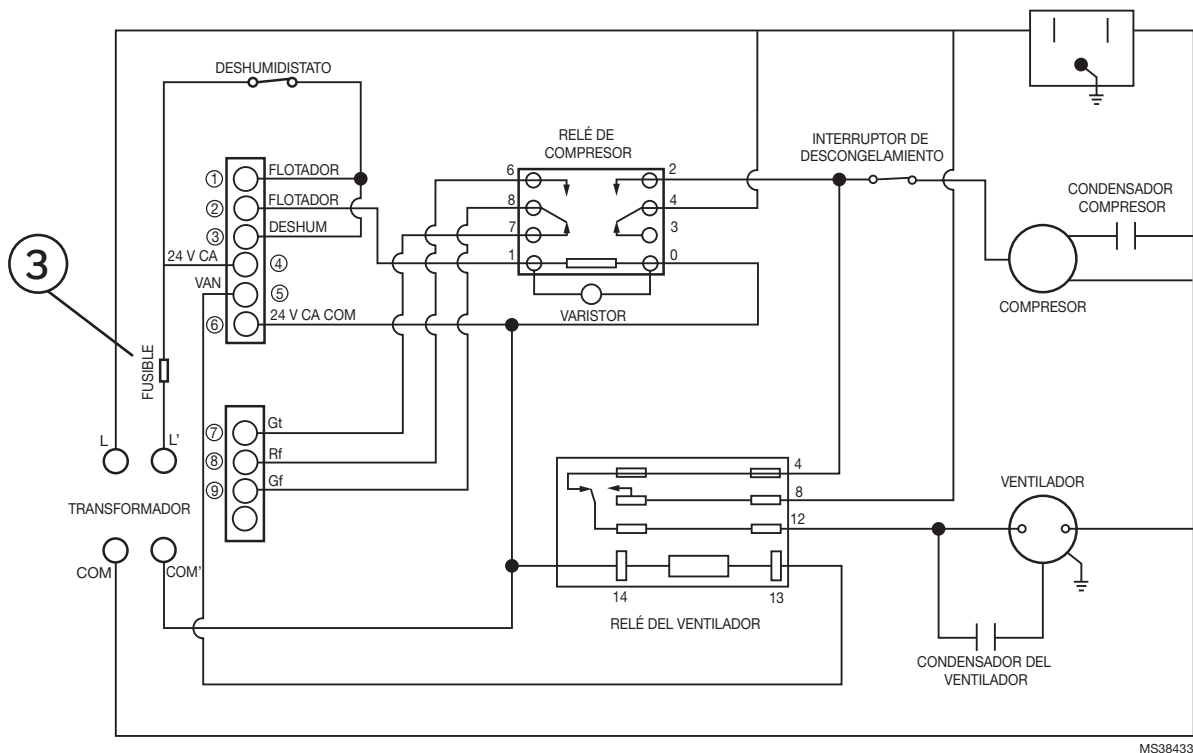 DESHUMIDISTATO
① FLOTADOR
② FLOTADOR
③ DESHUM
24 V CA ④
VAN ⑤
⑥ 24 V CA COM
3
FUSIBLE
L
L'
TRANSFORMADOR
COM
COM'
⑦ Gt
⑧ Rf
⑨ Gf
RELÉ DE
COMPRESOR
6
8
7
1
2
4
3
0
VARISTOR
INTERRUPTOR DE
DESCONGELAMIENTO
CONDENSADOR
COMPRESOR
COMPRESOR
4
8
12
14
13
RELÉ DEL VENTILADOR
VENTILADOR
CONDENSADOR DEL
VENTILADOR
MS38433